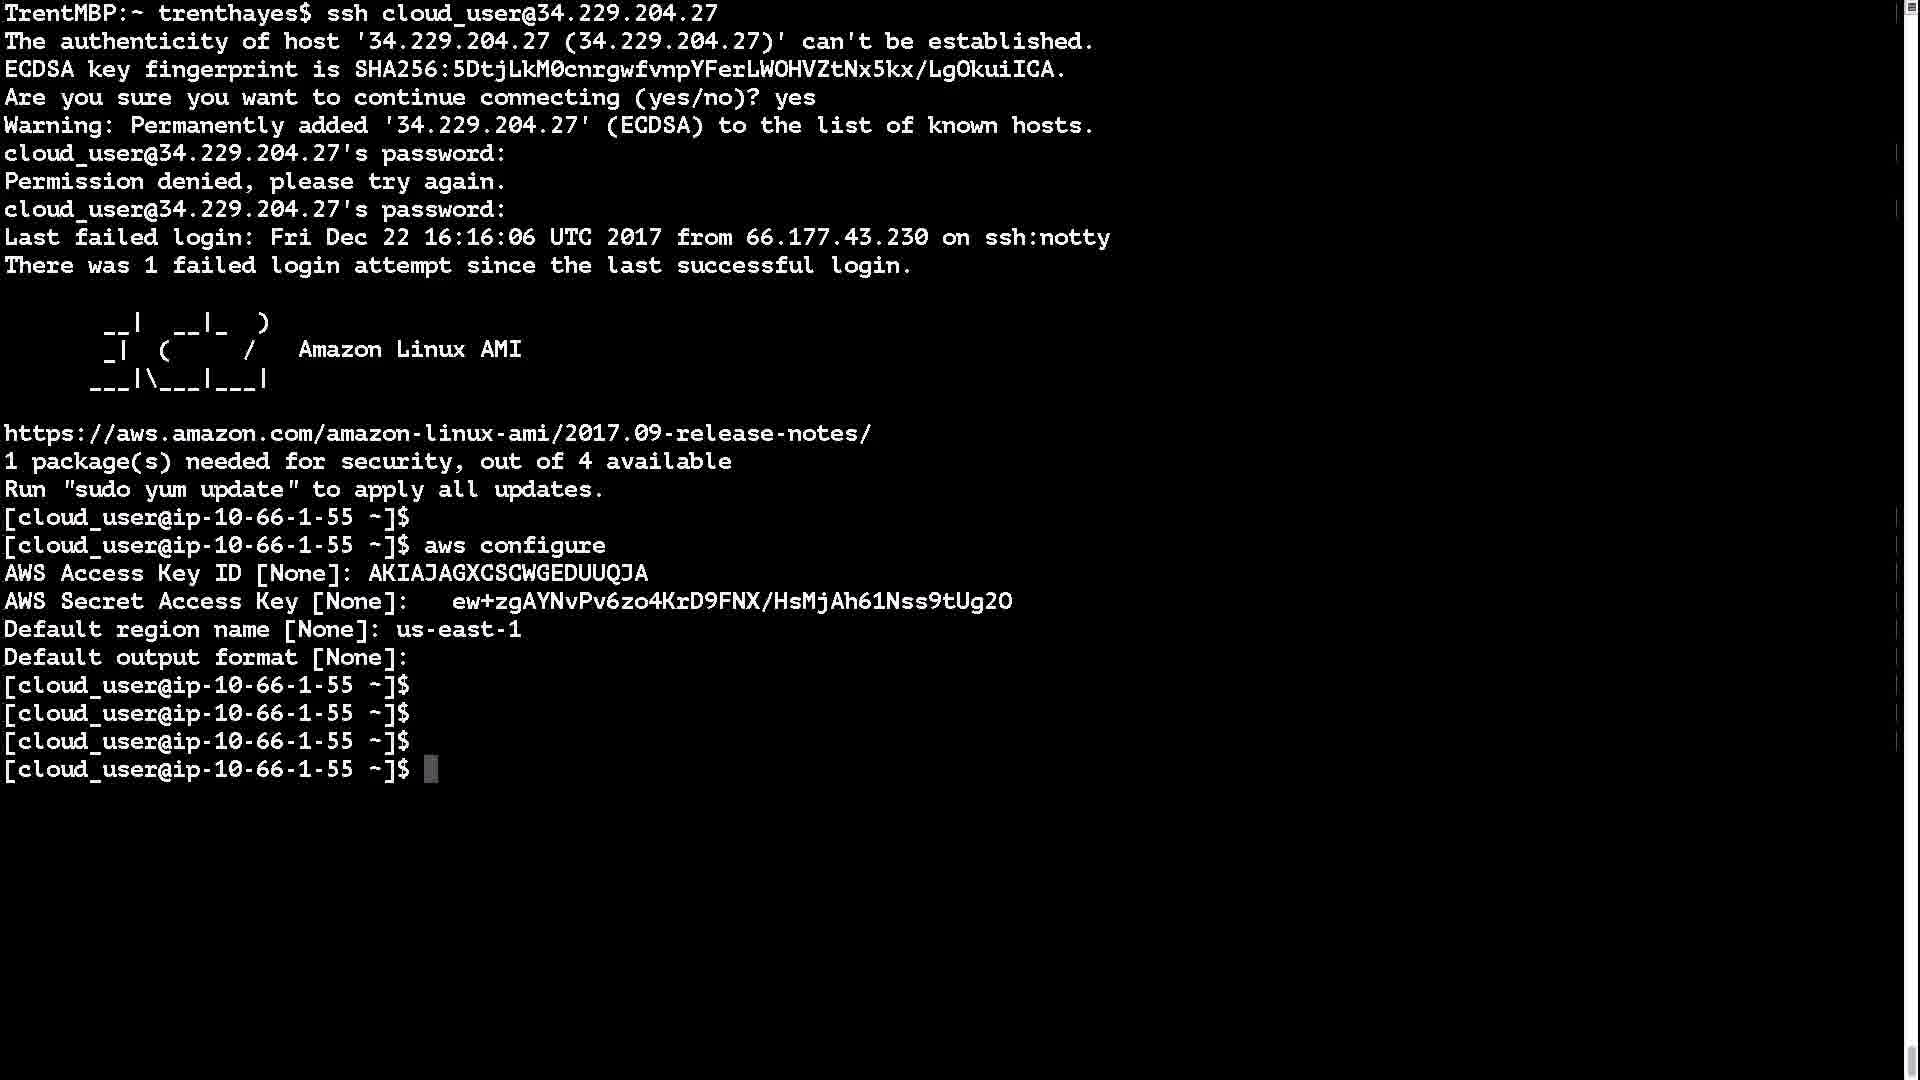 TrentMBP:~ trenthayes$ ssh cloud_user@34.229.204.27
The authenticity of host '34.229.204.27 (34.229.204.27)' can't be established.
ECDSA key fingerprint is SHA256:5DtjLkM0cnrgwfvnpYFerLWOHVZtNx5kx/LgOkuiICA.
Are you sure you want to continue connecting (yes/no)? yes
Warning: Permanently added '34.229.204.27' (ECDSA) to the list of known hosts.
cloud_user@34.229.204.27's password:
Permission denied, please try again.
cloud_user@34.229.204.27's password:
Last failed login: Fri Dec 22 16:16:06 UTC 2017 from 66.177.43.230 on ssh:notty
There was 1 failed login attempt since the last successful login.
       __|  __|_  )
       _|  (     /   Amazon Linux AMI
      ___|\___|___|
https://aws.amazon.com/amazon-linux-ami/2017.09-release-notes/
1 package(s) needed for security, out of 4 available
Run "sudo yum update" to apply all updates.
[cloud_user@ip-10-66-1-55 ~]$
[cloud_user@ip-10-66-1-55 ~]$ aws configure
AWS Access Key ID [None]: AKIAJAGXCSCWGEDUUQJA
AWS Secret Access Key [None]:   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
Default region name [None]: us-east-1
Default output format [None]:
[cloud_user@ip-10-66-1-55 ~]$
[cloud_user@ip-10-66-1-55 ~]$
[cloud_user@ip-10-66-1-55 ~]$
[cloud_user@ip-10-66-1-55 ~]$